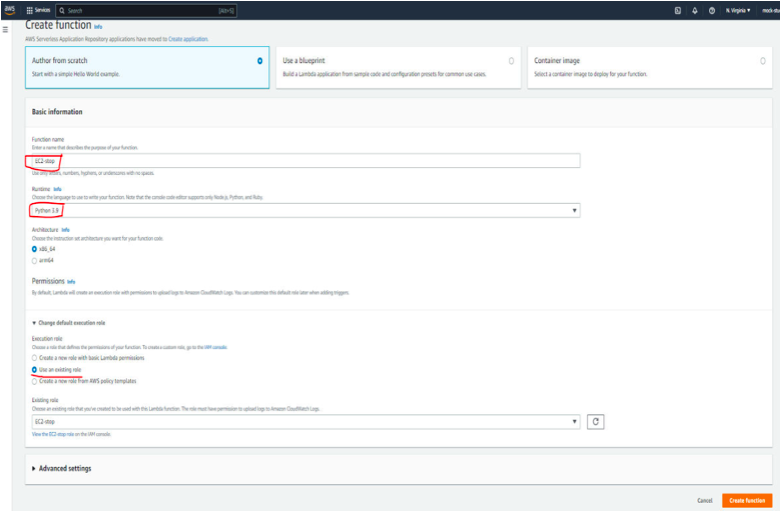 aws Services Search [Alt+S] N. Virginia
Create function Info
AWS Serverless Application Repository applications have moved to Create application.
Author from scratch
Start with a simple Hello World example.
Use a blueprint
Build a Lambda application from sample code and configuration presets for common use cases.
Container image
Select a container image to deploy for your function.
Basic information
Function name
Enter a name that describes the purpose of your function.
EC2-stop
Use only letters, numbers, hyphens, or underscores with no spaces.
Runtime Info
Choose the language to use to write your function. Note that the console code editor supports only Node.js, Python, and Ruby.
Python 3.9
Architecture Info
Choose the instruction set architecture you want for your function code.
x86_64
arm64
Permissions Info
By default, Lambda will create an execution role with permissions to upload logs to Amazon CloudWatch Logs. You can customize this default role later when adding triggers.
Change default execution role
Execution role
Choose a role that defines the permissions of your function. To create a custom role, go to the IAM console.
Create a new role with basic Lambda permissions
Use an existing role
Create a new role from AWS policy templates
Existing role
Choose an existing role that you've created to be used with this Lambda function. The role must have permission to upload logs to Amazon CloudWatch Logs.
EC2-stop
View the EC2-stop role on the IAM console.
Advanced settings
Cancel Create function